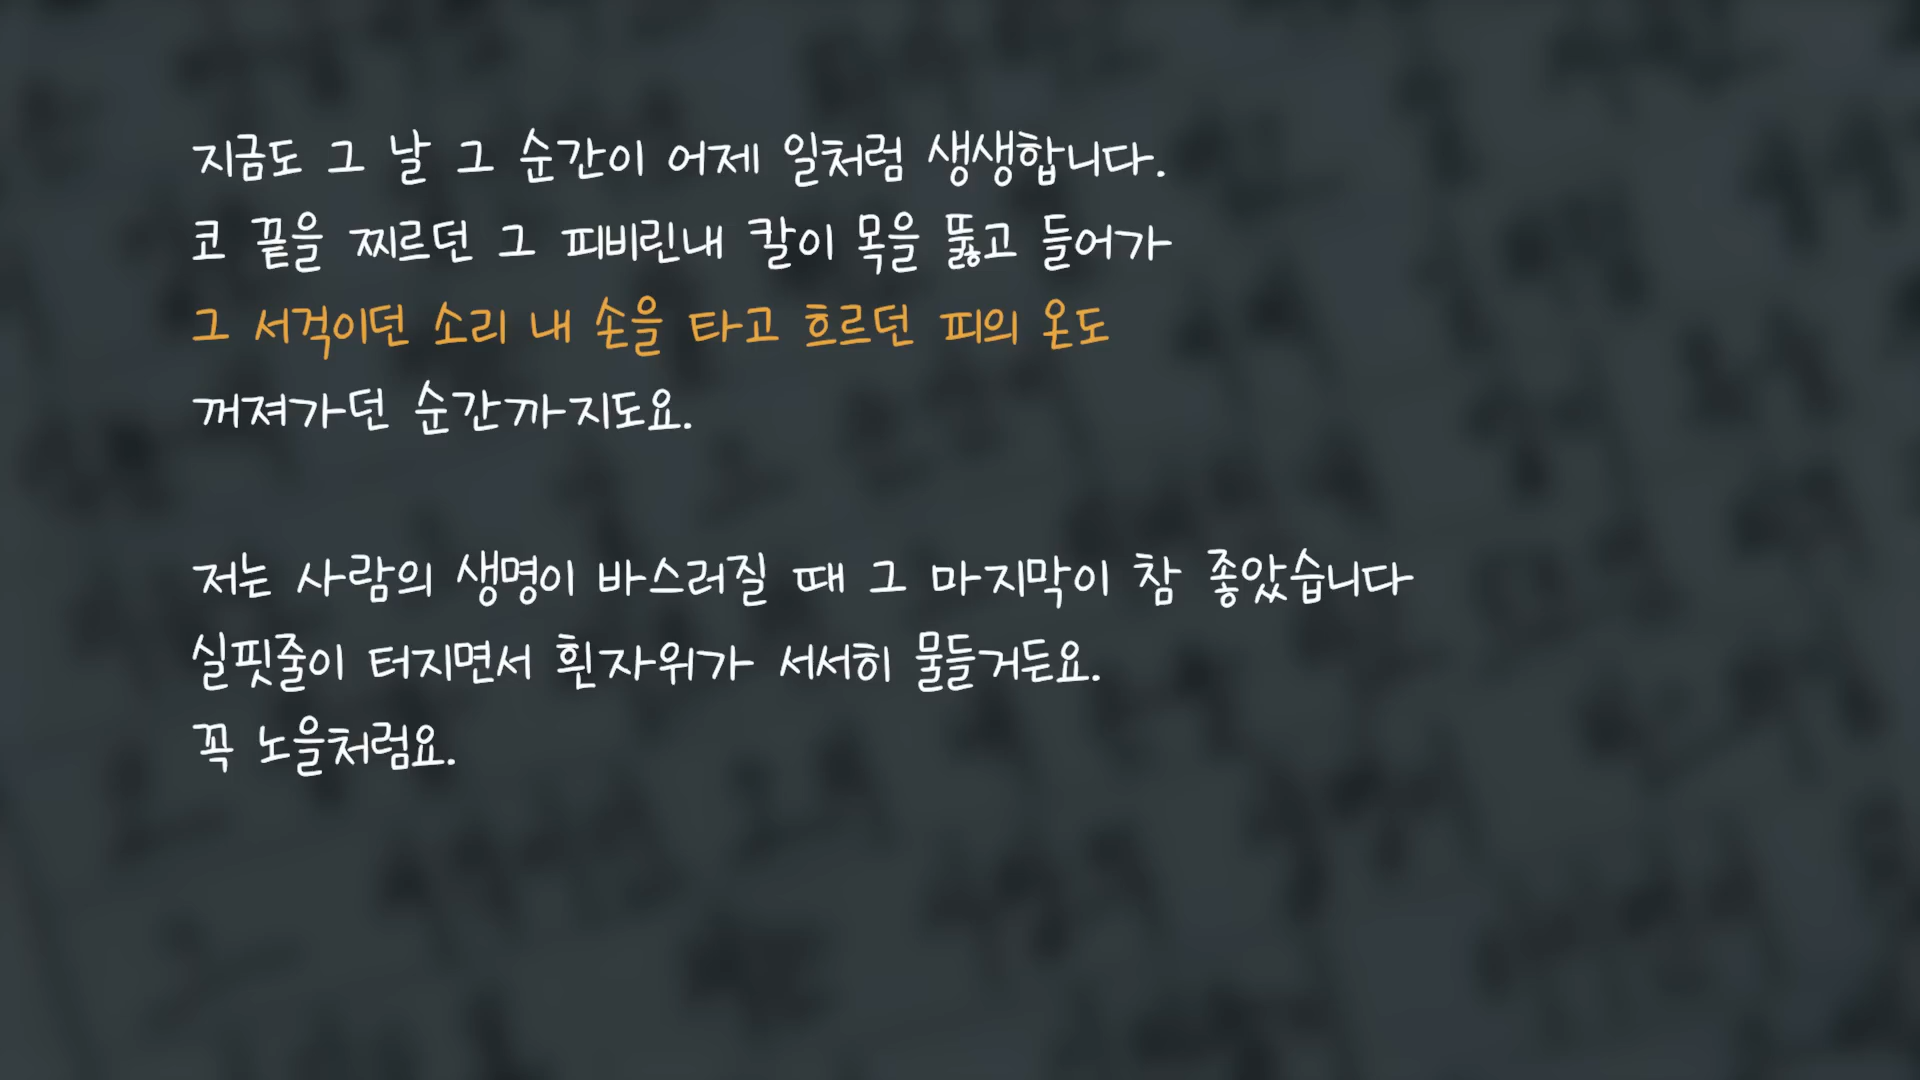 지금도 그 날 그 순간이 어제 일처럼 생생합니다.
코 끝을 찌르던 그 피비린내 칼이 목을 뚫고 들어가
그 서걱이던 소리 내 손을 타고 흐르던 피의 온도
꺼져가던 순간까지도요.
저는 사람의 생명이 바스러질 때 그 마지막이 참 좋았습니다
실핏줄이 터지면서 흰자위가 서서히 물들거든요.
꼭 노을처럼요.